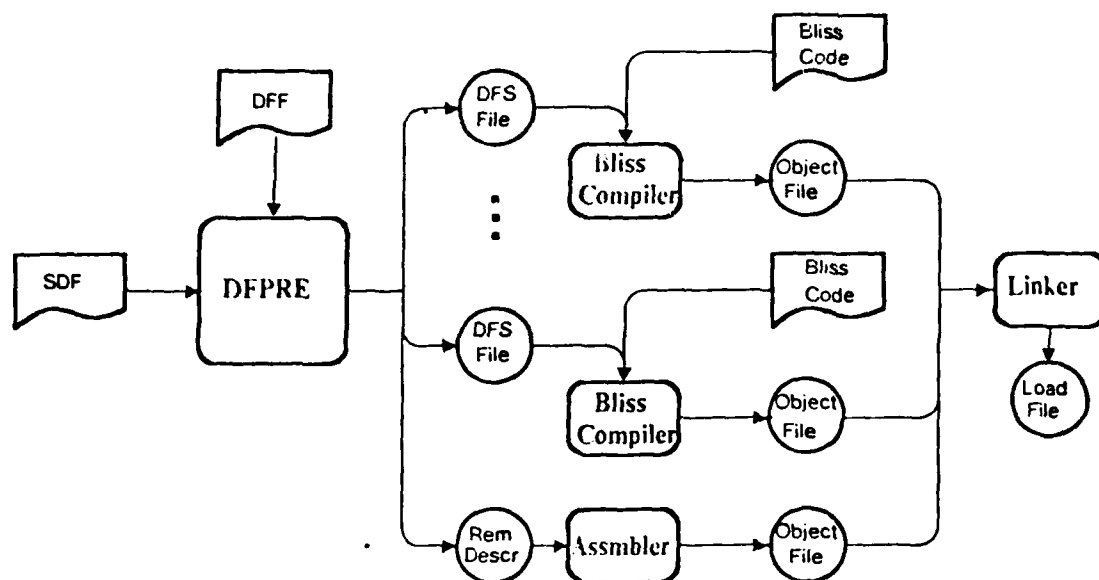 Bliss
Code
DFF
DFS
File
Bliss
Compiler
Object
File
SDF
DFPRE
Bliss
Code
DFS
File
Linker
Bliss
Compiler
Object
File
Load
File
Rem
Descr
Assmbler
Object
File